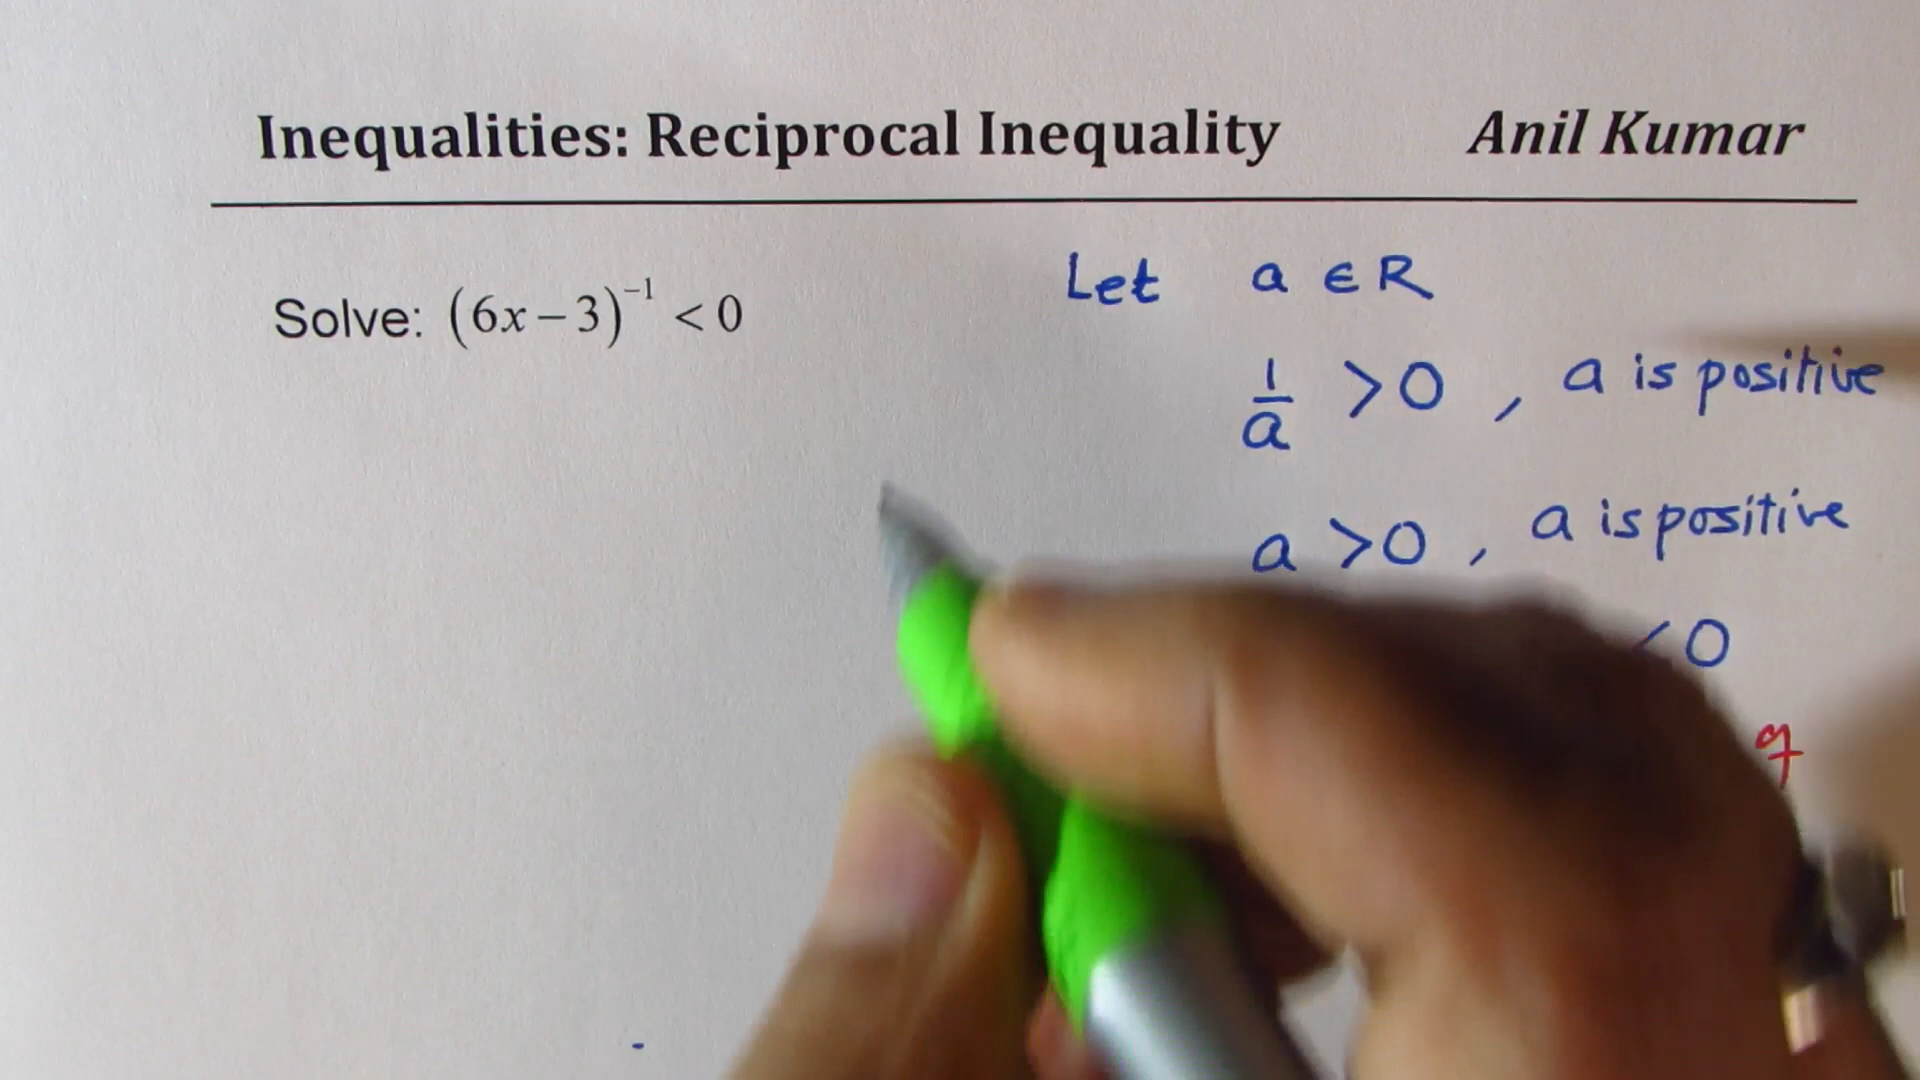 Inequalities: Reciprocal Inequality Anil Kumar
Solve: (6x − 3)⁻¹ < 0
Let a ∈ R
1/a > 0 , a is positive
a > 0 , a is positive
< 0